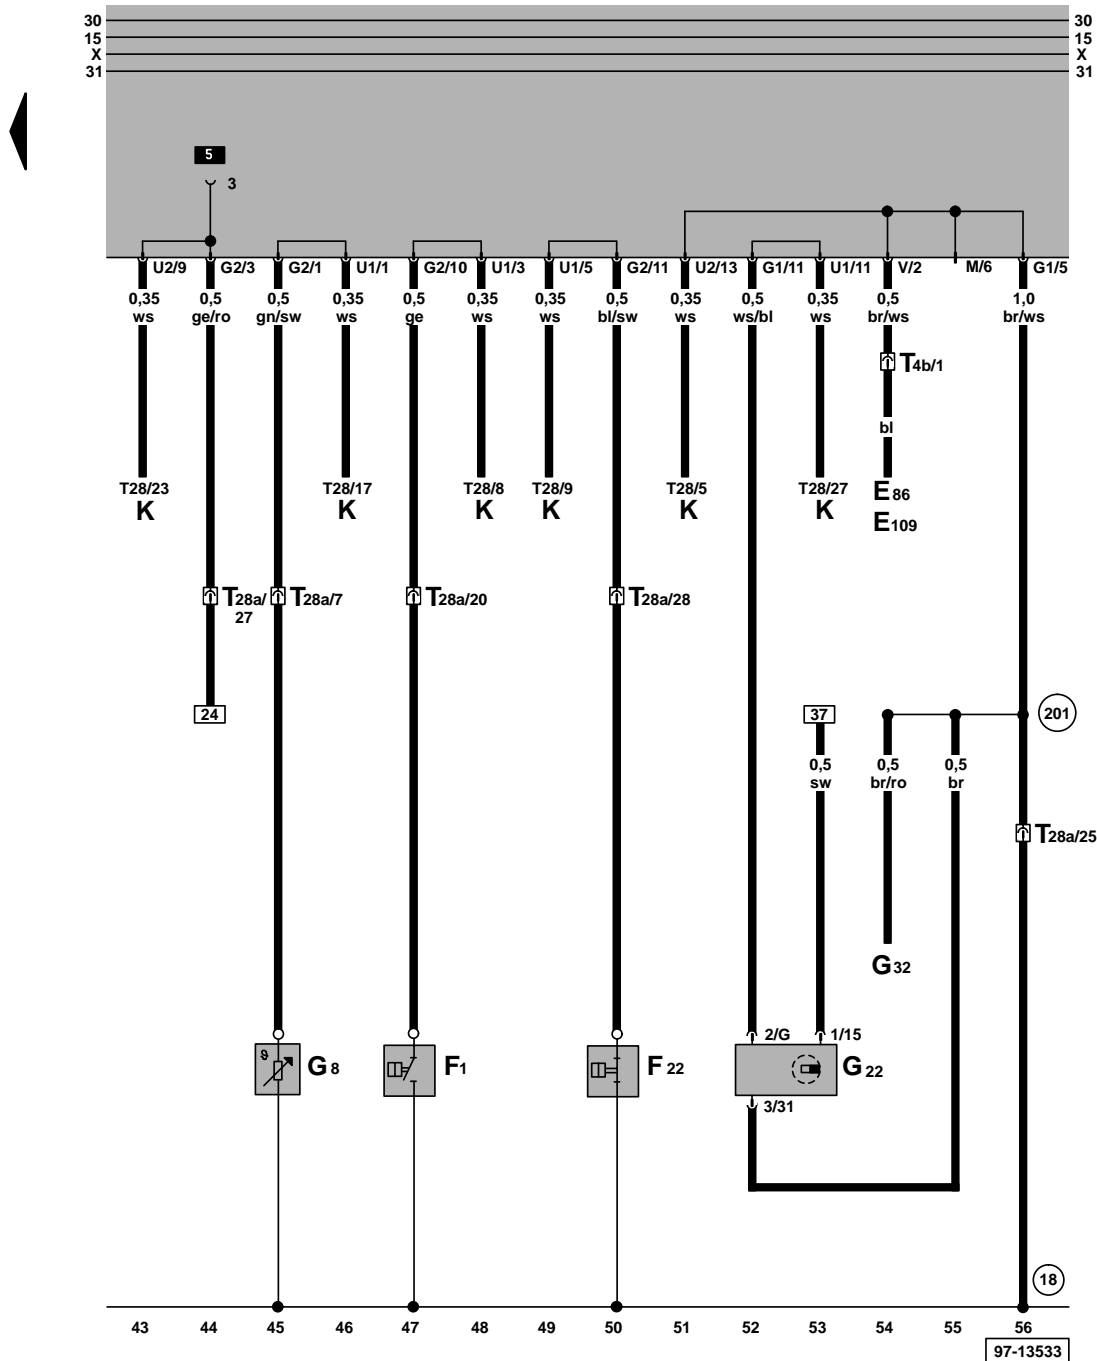 30 30
15 15
X X
31 31
5
3
U2/9 G2/3 G2/1 U1/1 G2/10 U1/3 U1/5 G2/11 U2/13 G1/11 U1/11 V/2 M/6 G1/5
0,35 0,5 0,5 0,35 0,5 0,35 0,35 0,5 0,35 0,5 0,35 0,5 1,0
ws ge/ro gn/sw ws ge ws ws bl/sw ws ws/bl ws br/ws br/ws
T4b/1
bl
T28/23 T28/17 T28/8 T28/9 T28/5 T28/27 E86
K K K K K K E109
T28a/ T28a/7 T28a/20 T28a/28
27
24 37 201
0,5 0,5 0,5
sw br/ro br
T28a/25
G32
2/G 1/15
ϑ G8 F1 F22 G22
3/31
18
43 44 45 46 47 48 49 50 51 52 53 54 55 56
97-13533